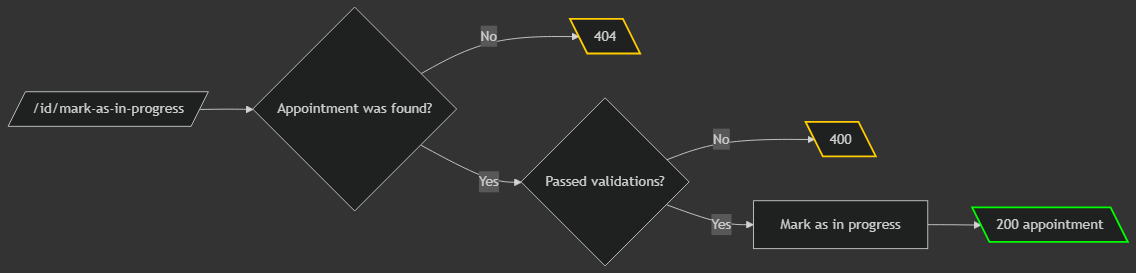 /id/mark-as-in-progress
Appointment was found?
No
404
Yes
Passed validations?
No
400
Yes
Mark as in progress
200 appointment